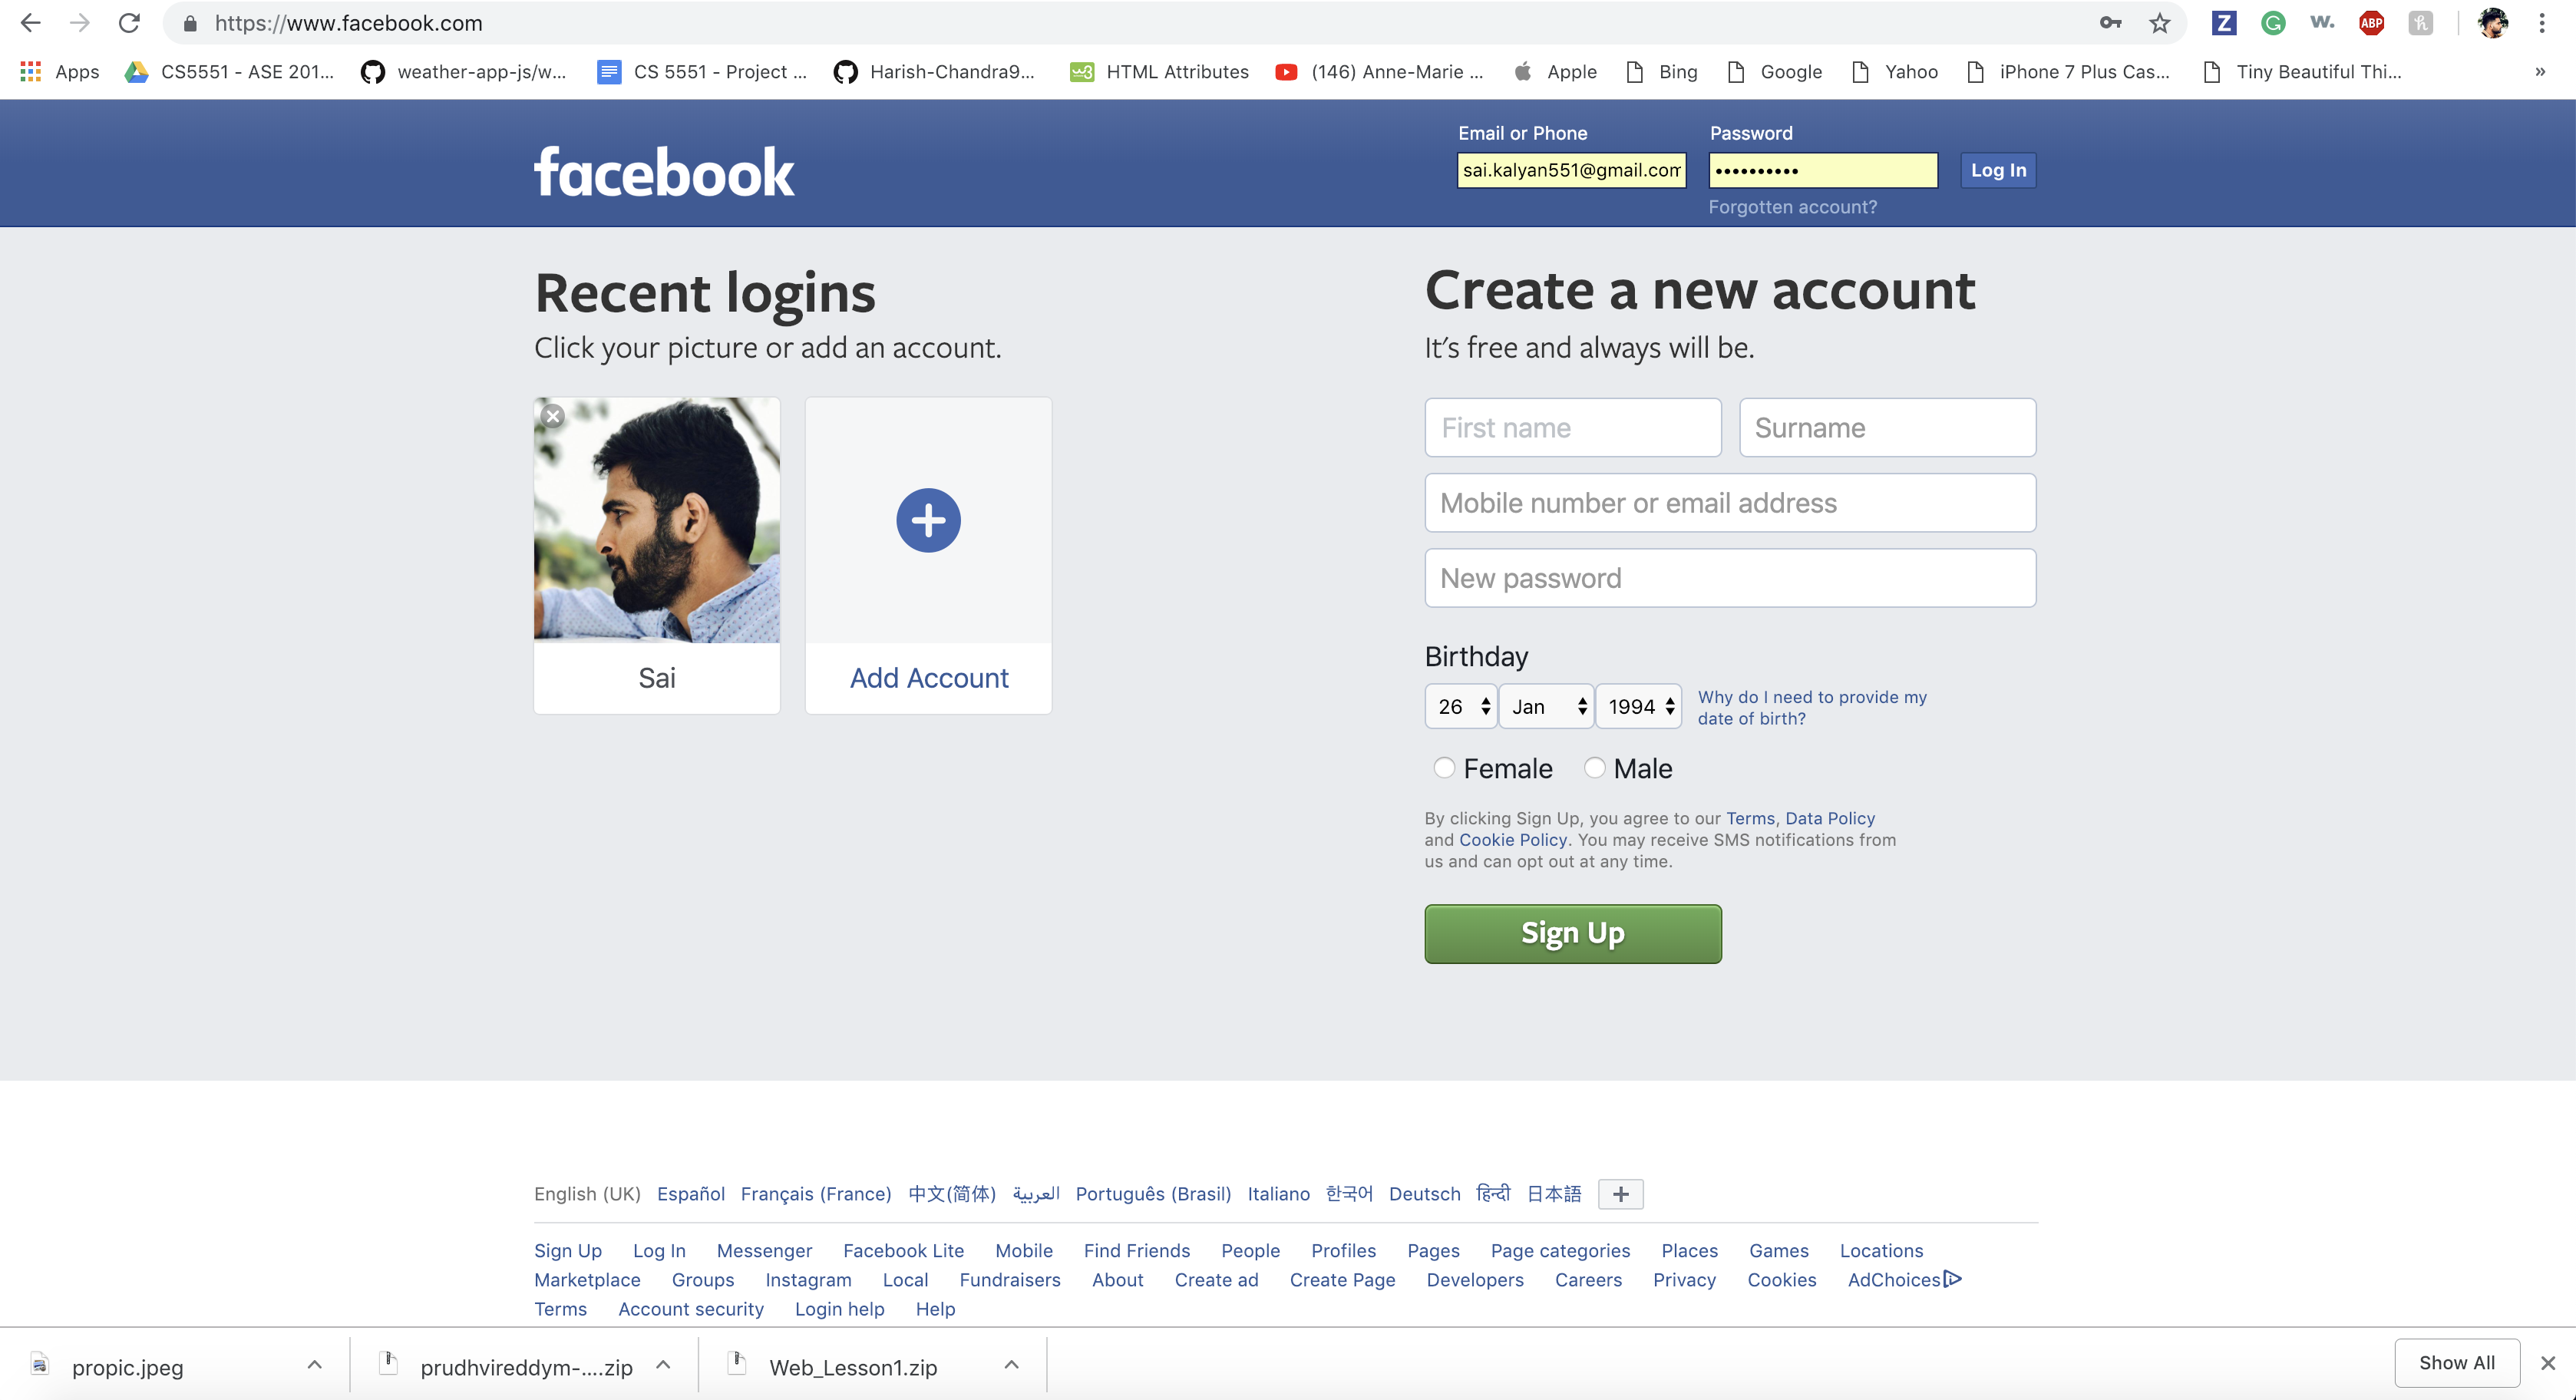 https://www.facebook.com
Z G w. ABP h
Apps CS5551 - ASE 201... weather-app-js/w... CS 5551 - Project ... Harish-Chandra9... w3 HTML Attributes (146) Anne-Marie ... Apple Bing Google Yahoo iPhone 7 Plus Cas... Tiny Beautiful Thi... »
facebook
Email or Phone Password
sai.kalyan551@gmail.com •••••••••• Log In
Forgotten account?
Recent logins
Click your picture or add an account.
Sai
Add Account
Create a new account
It's free and always will be.
First name Surname
Mobile number or email address
New password
Birthday
26 Jan 1994 Why do I need to provide my
date of birth?
Female Male
By clicking Sign Up, you agree to our Terms, Data Policy
and Cookie Policy. You may receive SMS notifications from
us and can opt out at any time.
Sign Up
English (UK) Español Français (France) 中文(简体) العربية Português (Brasil) Italiano 한국어 Deutsch हिन्दी 日本語 +
Sign Up Log In Messenger Facebook Lite Mobile Find Friends People Profiles Pages Page categories Places Games Locations
Marketplace Groups Instagram Local Fundraisers About Create ad Create Page Developers Careers Privacy Cookies AdChoices
Terms Account security Login help Help
propic.jpeg prudhvireddym-....zip Web_Lesson1.zip Show All